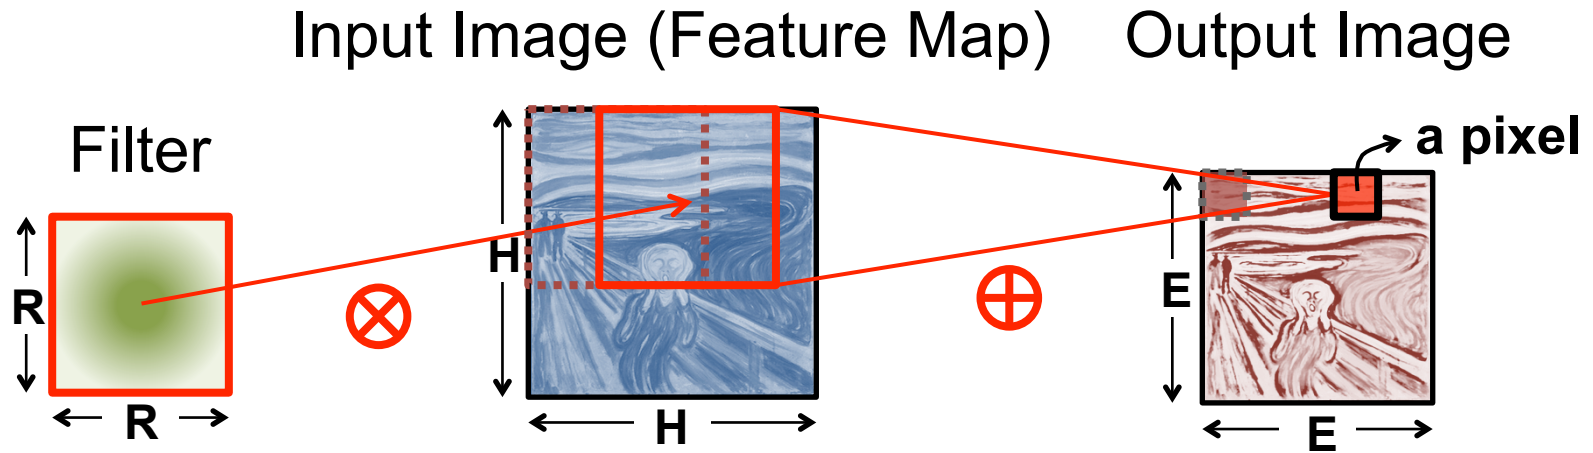 Input Image (Feature Map)
Output Image
Filter
a pixel
R
R
H
H
E
E